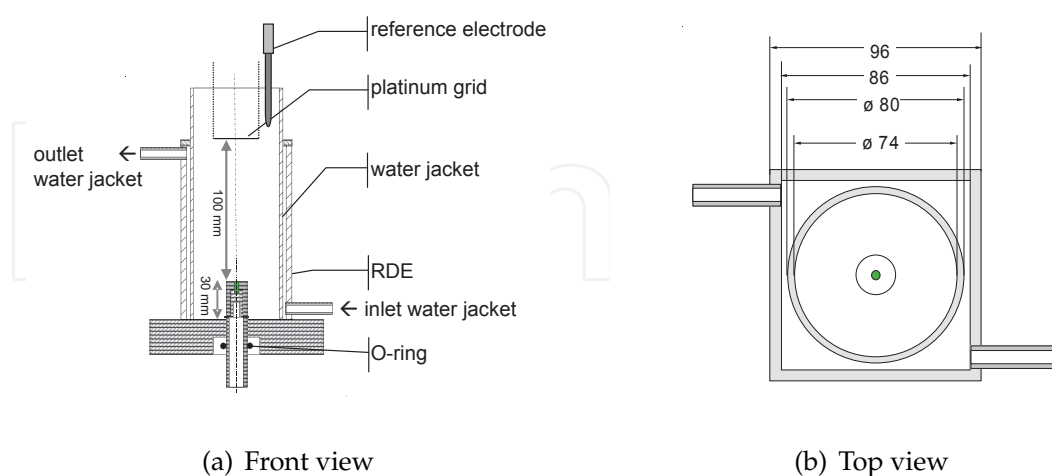 reference electrode
platinum grid
outlet ←
water jacket
water jacket
100 mm
30 mm
RDE
← inlet water jacket
O-ring
(a) Front view
96
86
ø 80
ø 74
(b) Top view